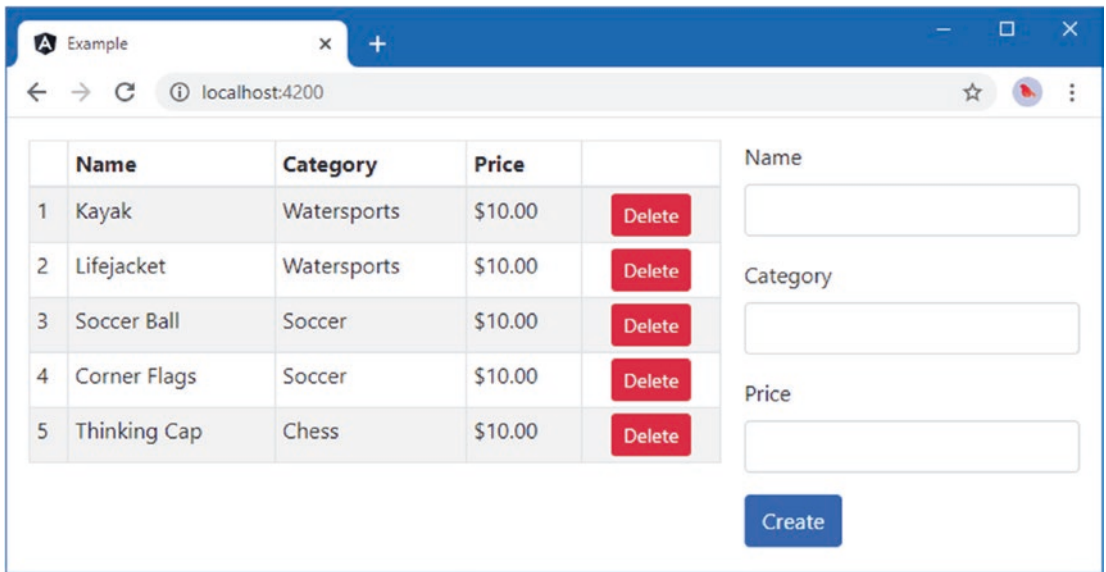 Example
localhost:4200
Name Category Price
1 Kayak Watersports $10.00 Delete
2 Lifejacket Watersports $10.00 Delete
3 Soccer Ball Soccer $10.00 Delete
4 Corner Flags Soccer $10.00 Delete
5 Thinking Cap Chess $10.00 Delete
Name
Category
Price
Create